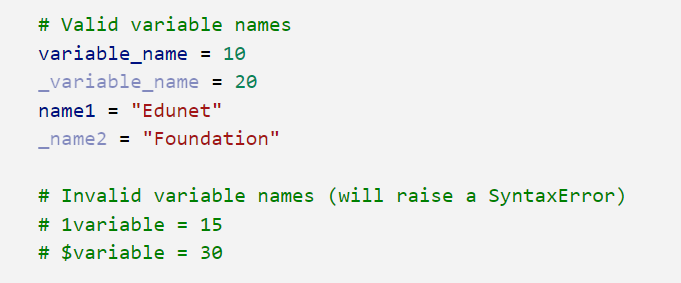 # Valid variable names
variable_name = 10
_variable_name = 20
name1 = "Edunet"
_name2 = "Foundation"
# Invalid variable names (will raise a SyntaxError)
# 1variable = 15
# $variable = 30